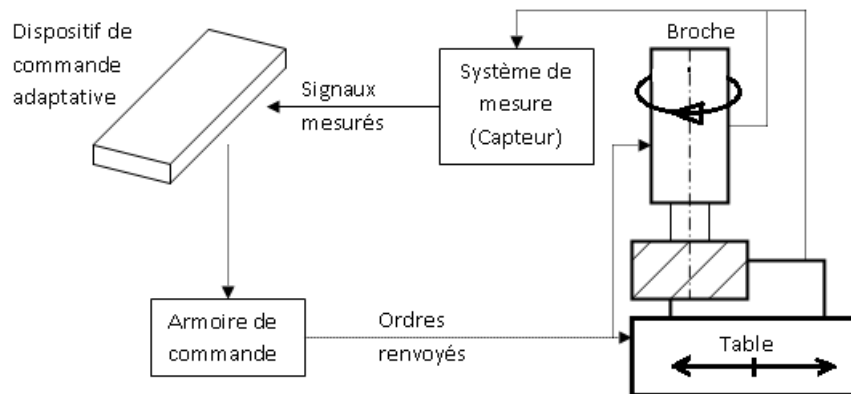 Dispositif de
commande
adaptative
Signaux
mesurés
Système de
mesure
(Capteur)
Broche
Armoire de
commande
Ordres
renvoyés
Table